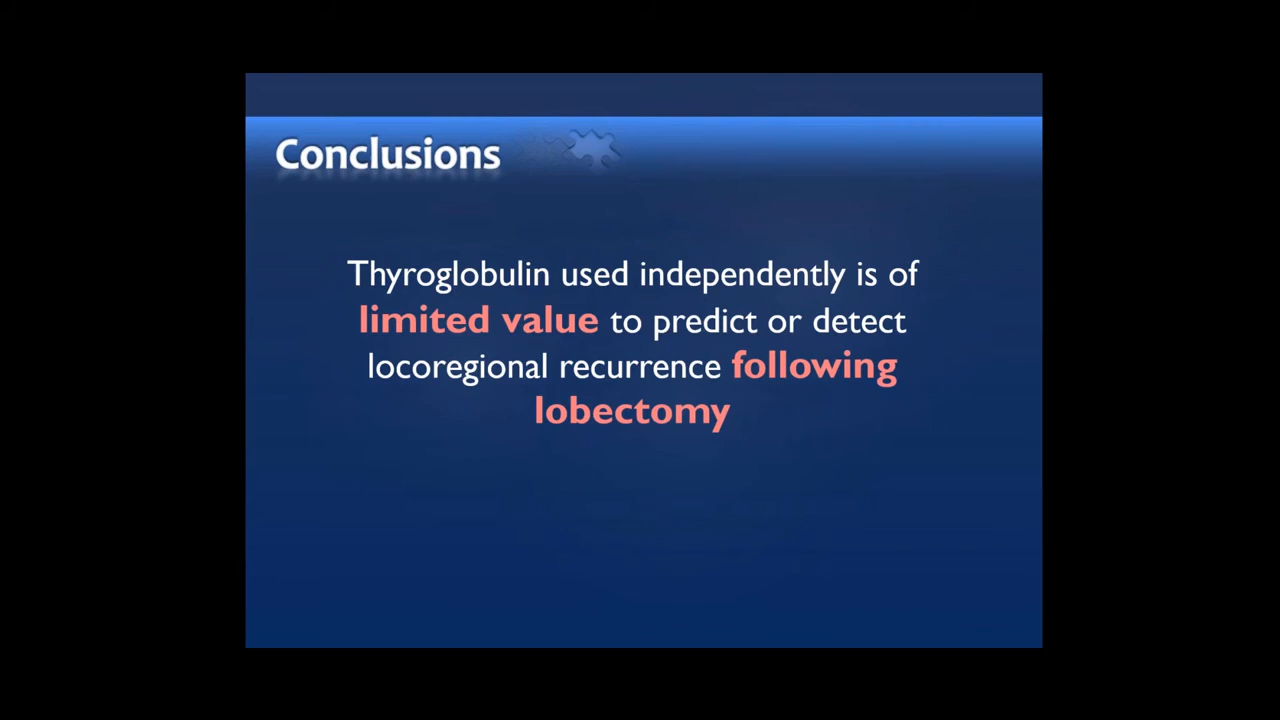 Conclusions
Thyroglobulin used independently is of
limited value to predict or detect
locoregional recurrence following
lobectomy